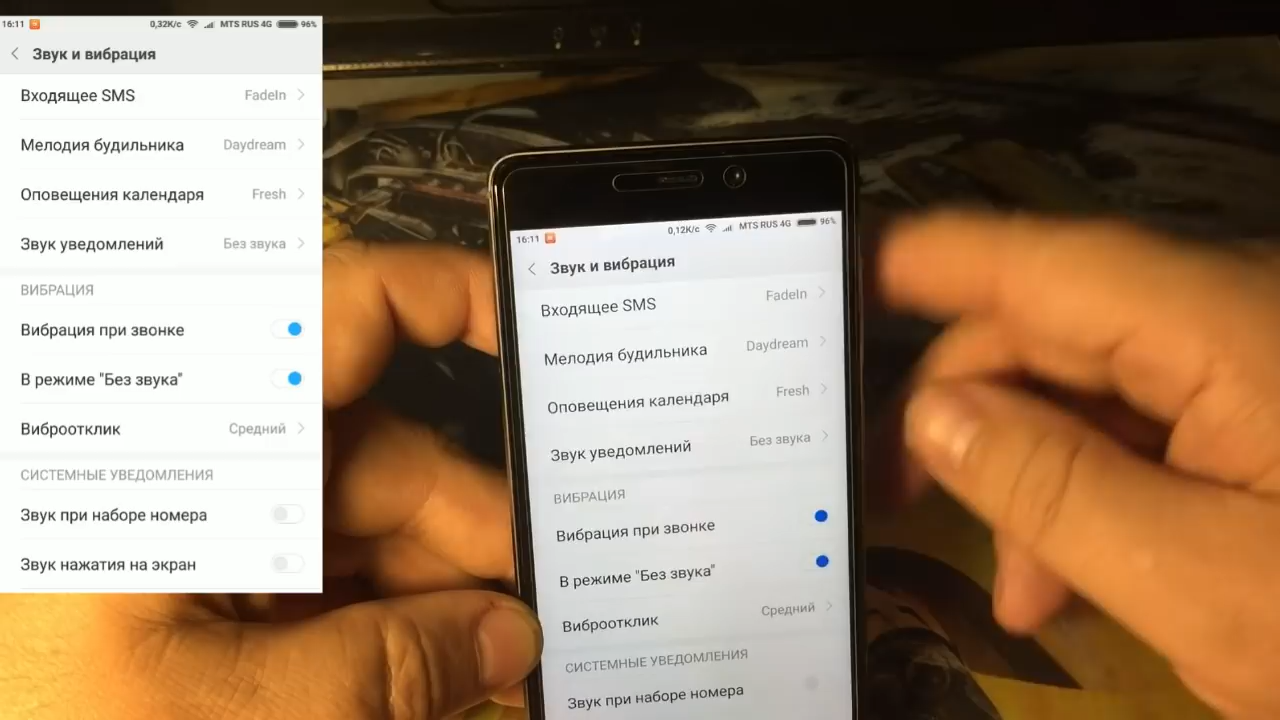 16:11 0,32K/c MTS RUS 4G 96%
Звук и вибрация
Входящее SMS FadeIn
Мелодия будильника Daydream
Оповещения календаря Fresh
Звук уведомлений Без звука
ВИБРАЦИЯ
Вибрация при звонке
В режиме "Без звука"
Виброотклик Средний
СИСТЕМНЫЕ УВЕДОМЛЕНИЯ
Звук при наборе номера
Звук нажатия на экран
16:11 0,12K/c MTS RUS 4G 96%
Звук и вибрация
Входящее SMS FadeIn
Мелодия будильника Daydream
Оповещения календаря Fresh
Звук уведомлений Без звука
ВИБРАЦИЯ
Вибрация при звонке
В режиме "Без звука"
Виброотклик Средний
СИСТЕМНЫЕ УВЕДОМЛЕНИЯ
Звук при наборе номера